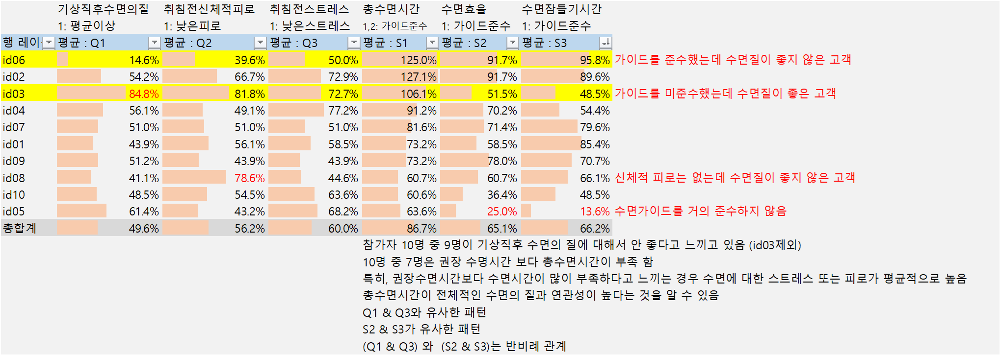 기상직후수면의질 취침전신체적피로 취침전스트레스 총수면시간 수면효율 수면잠들기시간
1: 평균이상 1: 낮은피로 1: 낮은스트레스 1,2: 가이드준수 1: 가이드준수 1: 가이드준수
행 레이 평균 : Q1 평균 : Q2 평균 : Q3 평균 : S1 평균 : S2 평균 : S3
id06 14.6% 39.6% 50.0% 125.0% 91.7% 95.8% 가이드를 준수했는데 수면질이 좋지 않은 고객
id02 54.2% 66.7% 72.9% 127.1% 91.7% 89.6%
id03 84.8% 81.8% 72.7% 106.1% 51.5% 48.5% 가이드를 미준수했는데 수면질이 좋은 고객
id04 56.1% 49.1% 77.2% 91.2% 70.2% 54.4%
id07 51.0% 51.0% 51.0% 81.6% 71.4% 79.6%
id01 43.9% 56.1% 58.5% 73.2% 58.5% 85.4%
id09 51.2% 43.9% 43.9% 73.2% 78.0% 70.7%
id08 41.1% 78.6% 44.6% 60.7% 60.7% 66.1% 신체적 피로는 없는데 수면질이 좋지 않은 고객
id10 48.5% 54.5% 63.6% 60.6% 36.4% 48.5%
id05 61.4% 43.2% 68.2% 63.6% 25.0% 13.6% 수면가이드를 거의 준수하지 않음
총합계 49.6% 56.2% 60.0% 86.7% 65.1% 66.2%
참가자 10명 중 9명이 기상직후 수면의 질에 대해서 안 좋다고 느끼고 있음 (id03제외)
10명 중 7명은 권장 수명시간 보다 총수면시간이 부족 함
특히, 권장수면시간보다 수면시간이 많이 부족하다고 느끼는 경우 수면에 대한 스트레스 또는 피로가 평균적으로 높음
총수면시간이 전체적인 수면의 질과 연관성이 높다는 것을 알 수 있음
Q1 & Q3와 유사한 패턴
S2 & S3가 유사한 패턴
(Q1 & Q3) 와 (S2 & S3)는 반비례 관계